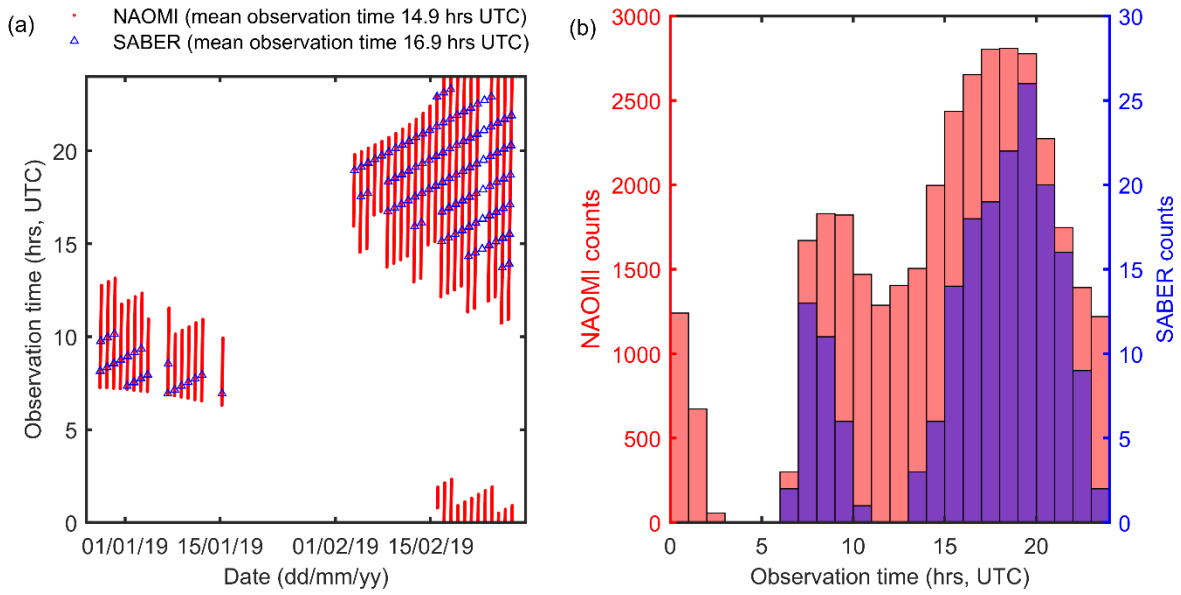 (a)
NAOMI (mean observation time 14.9 hrs UTC)
SABER (mean observation time 16.9 hrs UTC)
Observation time (hrs, UTC)
20
15
10
5
0
01/01/19 15/01/19 01/02/19 15/02/19
Date (dd/mm/yy)
(b)
NAOMI counts
3000
2500
2000
1500
1000
500
0
30
25
20
15
10
5
0
SABER counts
0 5 10 15 20
Observation time (hrs, UTC)